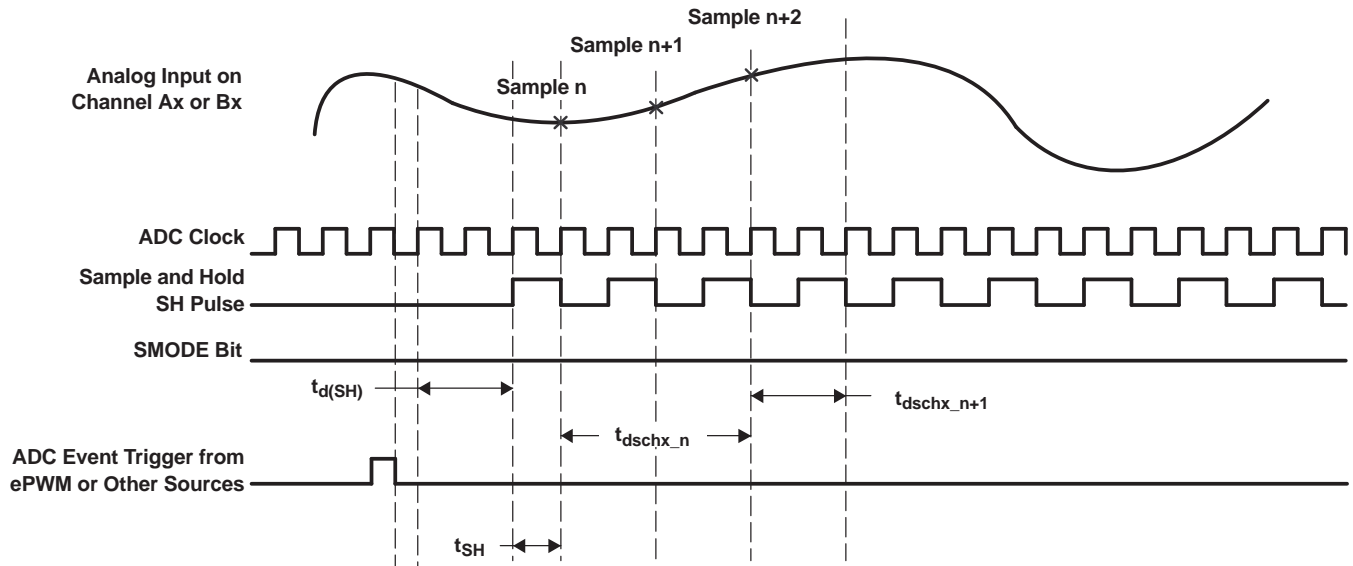 Sample n+2
Sample n+1
Analog Input on
Channel Ax or Bx
Sample n
ADC Clock
Sample and Hold
SH Pulse
SMODE Bit
td(SH)
tdschx_n+1
tdschx_n
ADC Event Trigger from
ePWM or Other Sources
tSH